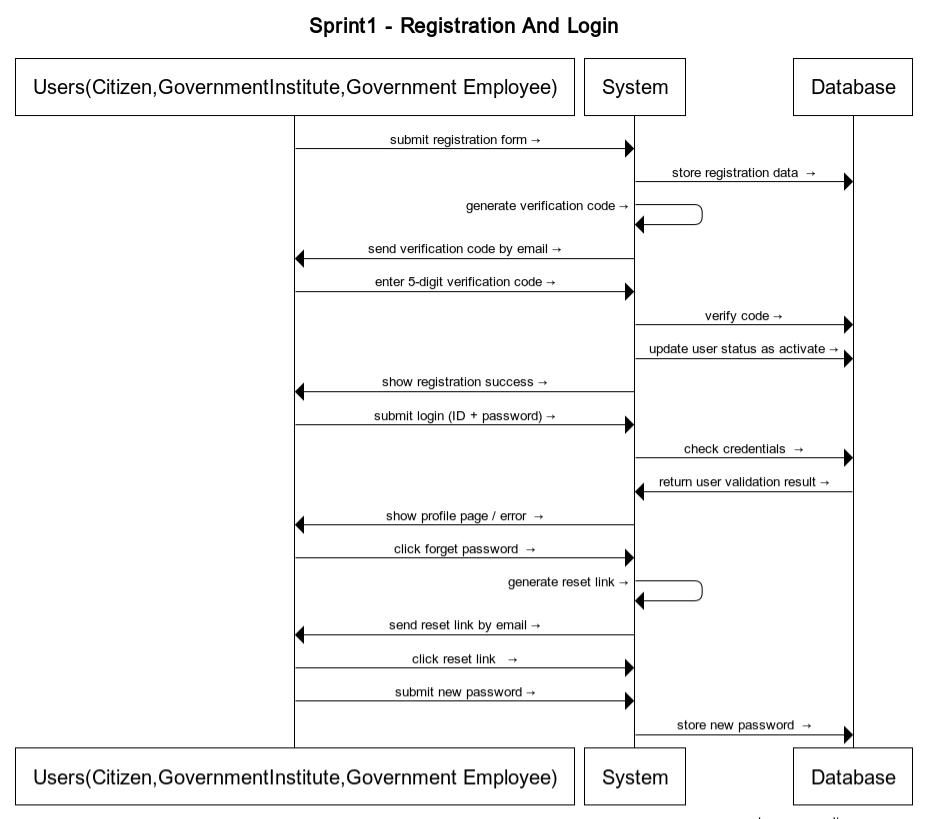 Sprint1 - Registration And Login
Users(Citizen,GovernmentInstitute,Government Employee)
System
Database
submit registration form →
store registration data →
generate verification code →
send verification code by email →
enter 5-digit verification code →
verify code →
update user status as activate →
show registration success →
submit login (ID + password) →
check credentials →
return user validation result →
show profile page / error →
click forget password →
generate reset link →
send reset link by email →
click reset link →
submit new password →
store new password →
Users(Citizen,GovernmentInstitute,Government Employee)
System
Database